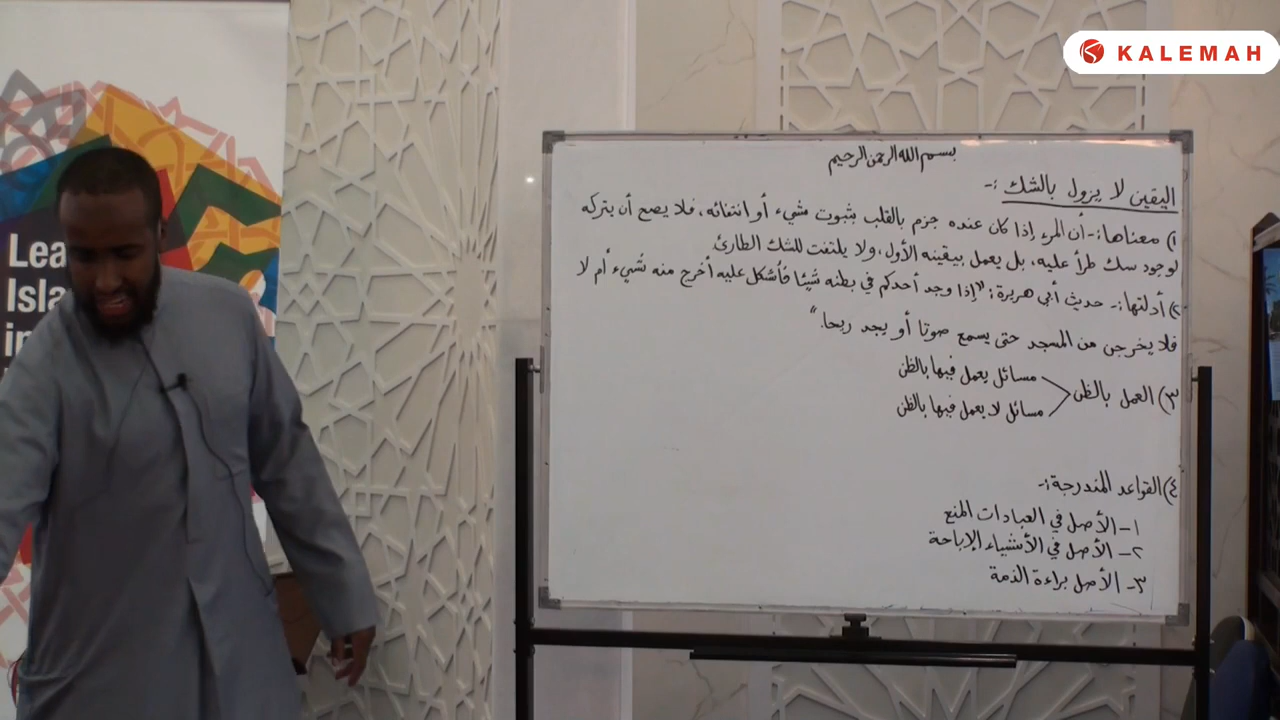 KALEMAH
Lea
Isla
in
بسم الله الرحمن الرحيم
اليقين لا يزول بالشك :-
١) معناها :- أن المرء إذا كان عنده جزم بالقلب بثبوت شيء أو انتفائه، فلا يصح أن يتركه
لوجود شك طرأ عليه، بل يعمل بيقينه الأول، ولا يلتفت للشك الطارئ
٢) أدلتها :- حديث أبي هريرة : "إذا وجد أحدكم في بطنه شيئا فأشكل عليه أخرج منه شيء أم لا
فلا يخرجن من المسجد حتى يسمع صوتا أو يجد ريحا."
٣) العمل بالظن
مسائل يعمل فيها بالظن
مسائل لا يعمل فيها بالظن
٤) القواعد المندرجة :-
١- الأصل في العبادات المنع
٢- الأصل في الأشياء الإباحة
٣- الأصل براءة الذمة